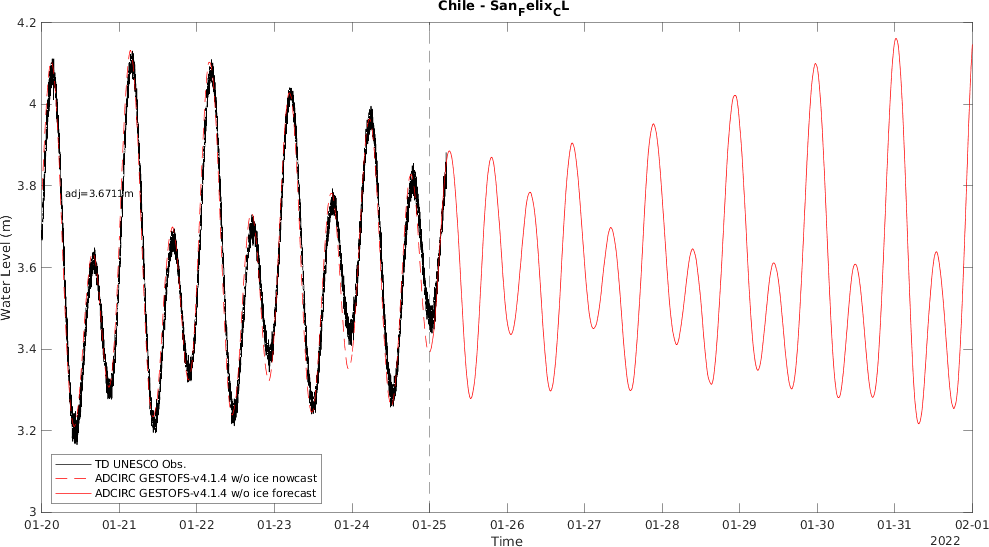 Chile - San_Felix_CL
4.2
4
3.8
3.6
3.4
3.2
3
Water Level (m)
adj=3.6711m
TD UNESCO Obs.
ADCIRC GESTOFS-v4.1.4 w/o ice nowcast
ADCIRC GESTOFS-v4.1.4 w/o ice forecast
01-20 01-21 01-22 01-23 01-24 01-25 01-26 01-27 01-28 01-29 01-30 01-31 02-01
Time
2022